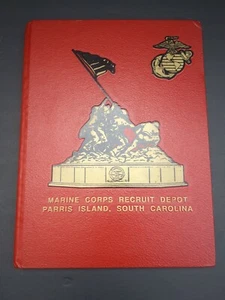 MARINE CORPS RECRUIT DEPOT
PARRIS ISLAND, SOUTH CAROLINA